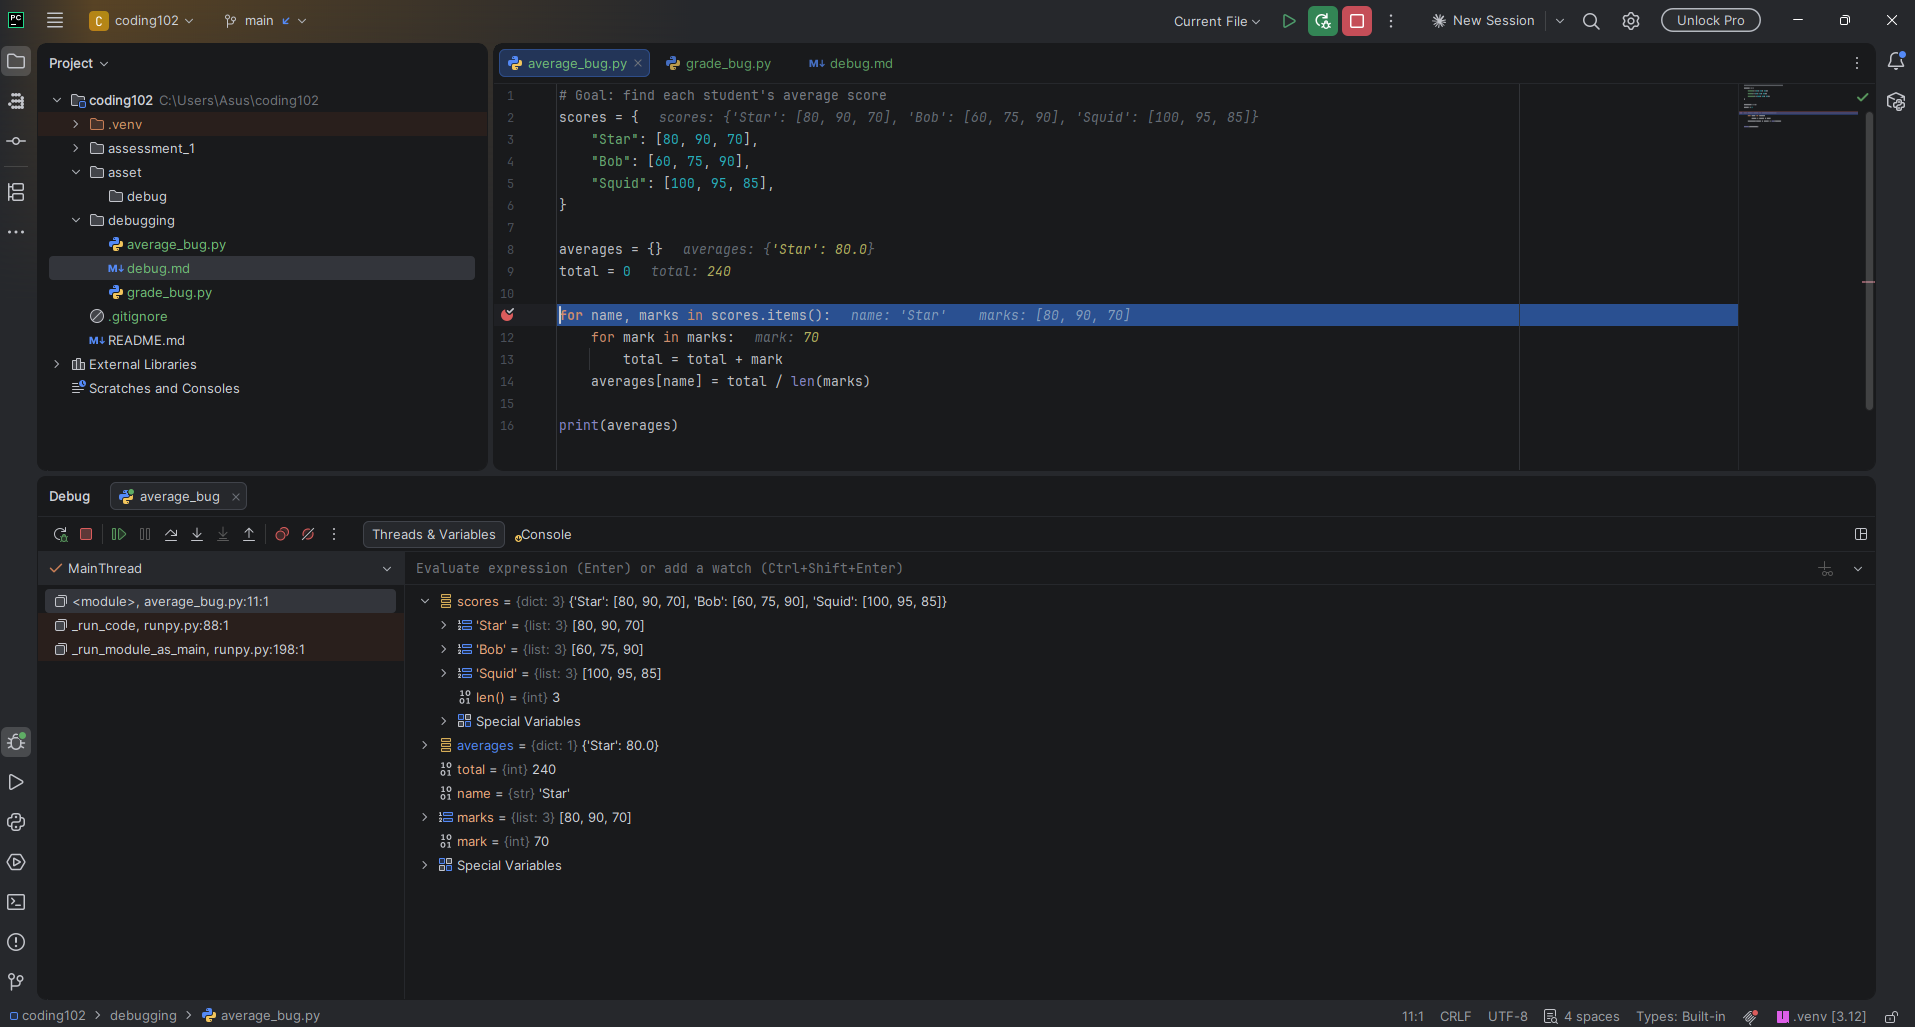 PC
C coding102
main
Current File
New Session
Unlock Pro
Project
coding102 C:\Users\Asus\coding102
.venv
assessment_1
asset
debug
debugging
average_bug.py
M↓ debug.md
grade_bug.py
.gitignore
M↓ README.md
External Libraries
Scratches and Consoles
average_bug.py
grade_bug.py
M↓ debug.md
1 # Goal: find each student's average score
2 scores = { scores: {'Star': [80, 90, 70], 'Bob': [60, 75, 90], 'Squid': [100, 95, 85]}
3 "Star": [80, 90, 70],
4 "Bob": [60, 75, 90],
5 "Squid": [100, 95, 85],
6 }
7
8 averages = {} averages: {'Star': 80.0}
9 total = 0 total: 240
10
for name, marks in scores.items(): name: 'Star' marks: [80, 90, 70]
12 for mark in marks: mark: 70
13 total = total + mark
14 averages[name] = total / len(marks)
15
16 print(averages)
Debug
average_bug
Threads & Variables
Console
MainThread
<module>, average_bug.py:11:1
_run_code, runpy.py:88:1
_run_module_as_main, runpy.py:198:1
Evaluate expression (Enter) or add a watch (Ctrl+Shift+Enter)
scores = {dict: 3} {'Star': [80, 90, 70], 'Bob': [60, 75, 90], 'Squid': [100, 95, 85]}
'Star' = {list: 3} [80, 90, 70]
'Bob' = {list: 3} [60, 75, 90]
'Squid' = {list: 3} [100, 95, 85]
len() = {int} 3
Special Variables
averages = {dict: 1} {'Star': 80.0}
total = {int} 240
name = {str} 'Star'
marks = {list: 3} [80, 90, 70]
mark = {int} 70
Special Variables
coding102 > debugging > average_bug.py
11:1
CRLF
UTF-8
4 spaces
Types: Built-in
.venv [3.12]